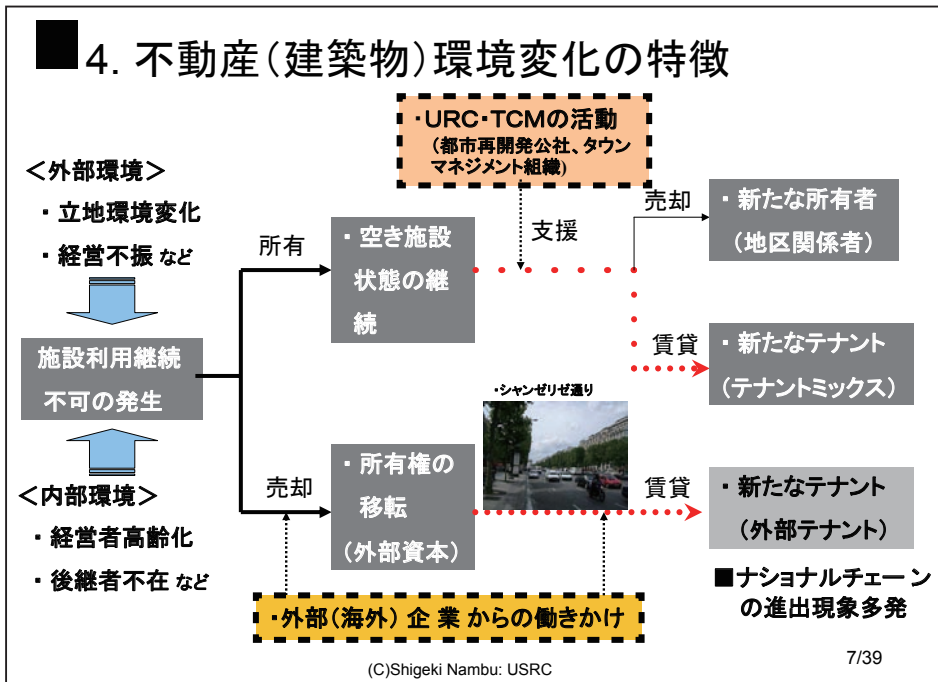 4. 不動産(建築物)環境変化の特徴
・URC・TCMの活動
(都市再開発公社、タウン
マネジメント組織)
＜外部環境＞
・立地環境変化
・経営不振 など
所有
・空き施設
状態の継
続
支援
売却
・新たな所有者
(地区関係者)
施設利用継続
不可の発生
賃貸
・新たなテナント
(テナントミックス)
・シャンゼリゼ通り
＜内部環境＞
・経営者高齢化
・後継者不在 など
売却
・所有権の
移転
(外部資本)
賃貸
・新たなテナント
(外部テナント)
■ナショナルチェーン
の進出現象多発
・外部(海外) 企 業 からの働きかけ
(C)Shigeki Nambu: USRC
7/39